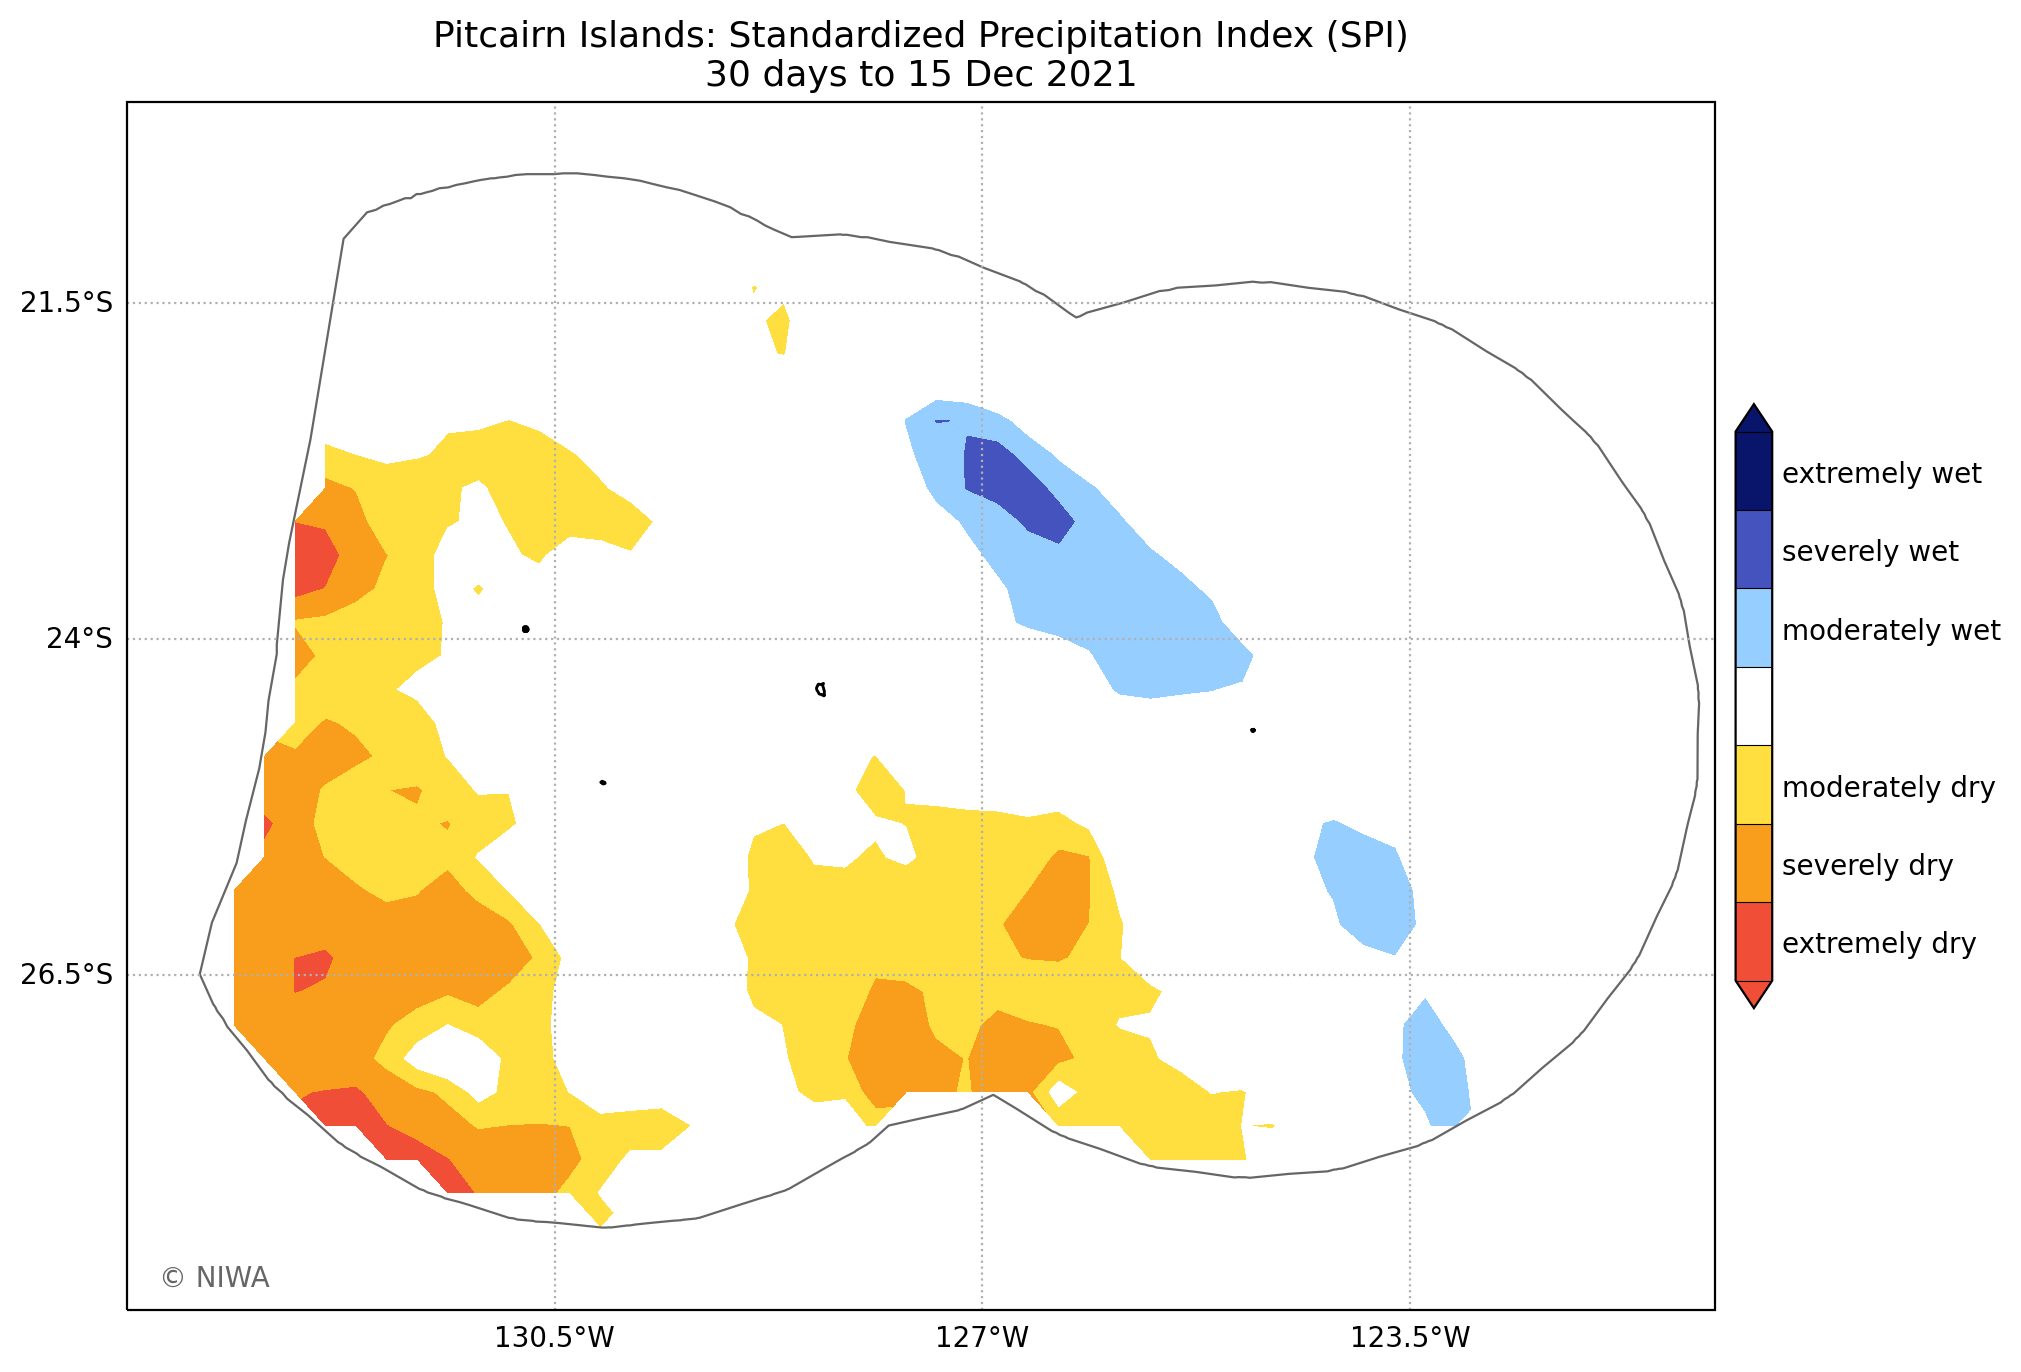 Pitcairn Islands: Standardized Precipitation Index (SPI)
30 days to 15 Dec 2021
21.5°S
24°S
26.5°S
130.5°W
127°W
123.5°W
extremely wet
severely wet
moderately wet
moderately dry
severely dry
extremely dry
© NIWA